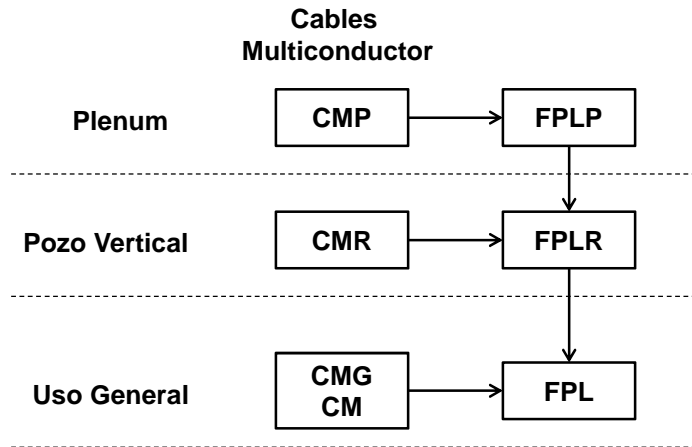 Cables
Multiconductor
Plenum
CMP
FPLP
Pozo Vertical
CMR
FPLR
Uso General
CMG
CM
FPL